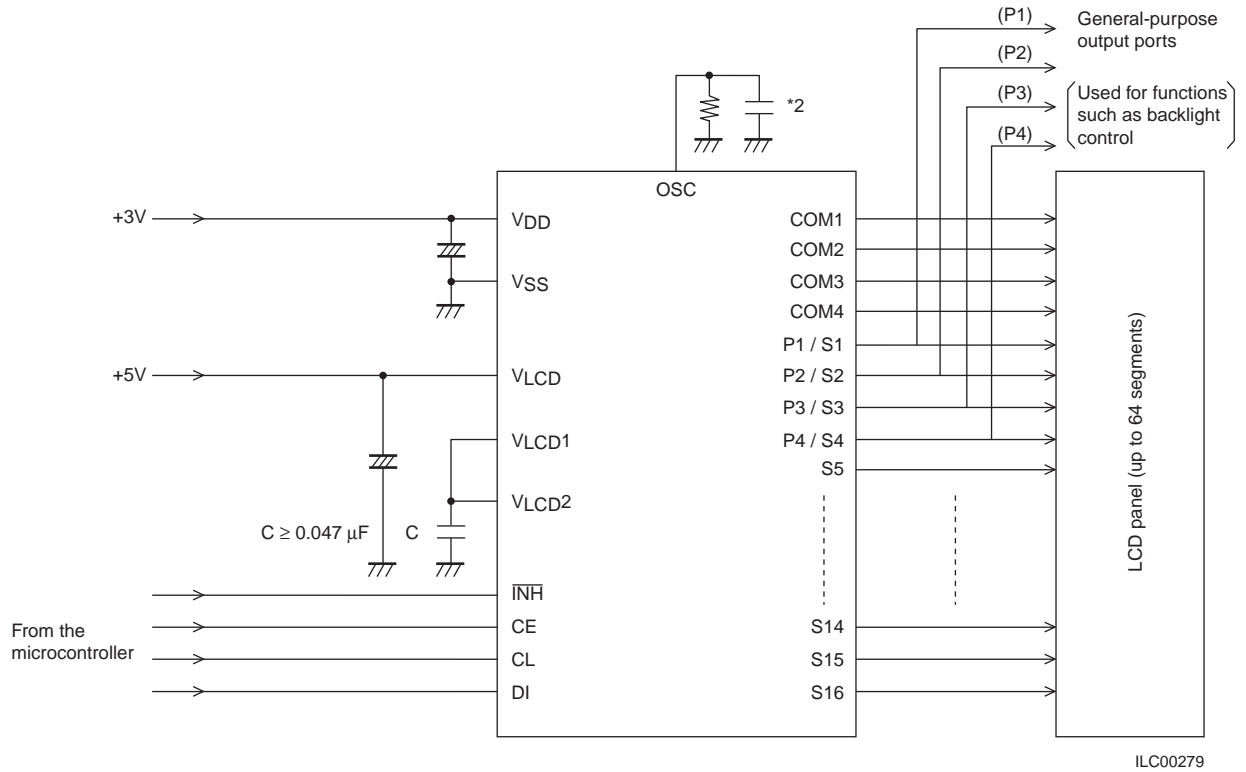 (P1)
General-purpose
output ports
(P2)
(P3)
Used for functions
such as backlight
control
(P4)
*2
OSC
+3V
VDD
VSS
+5V
VLCD
VLCD1
VLCD2
C ≥ 0.047 μF
C
From the
microcontroller
I̅N̅H̅
CE
CL
DI
COM1
COM2
COM3
COM4
P1 / S1
P2 / S2
P3 / S3
P4 / S4
S5
S14
S15
S16
LCD panel (up to 64 segments)
ILC00279